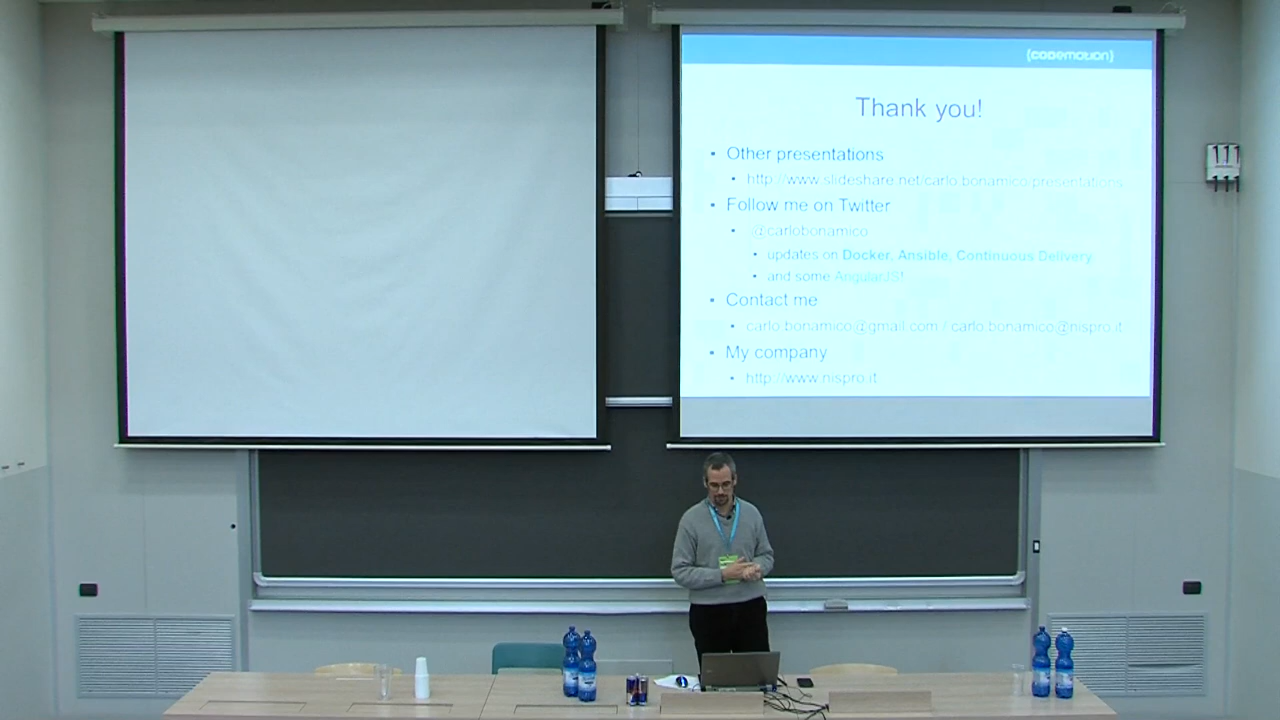 {codemotion}
Thank you!
Other presentations
http://www.slideshare.net/carlo.bonamico/presentations
Follow me on Twitter
@carlobonamico
updates on Docker, Ansible, Continuous Delivery
and some AngularJS!
Contact me
carlo.bonamico@gmail.com / carlo.bonamico@nispro.it
My company
http://www.nispro.it